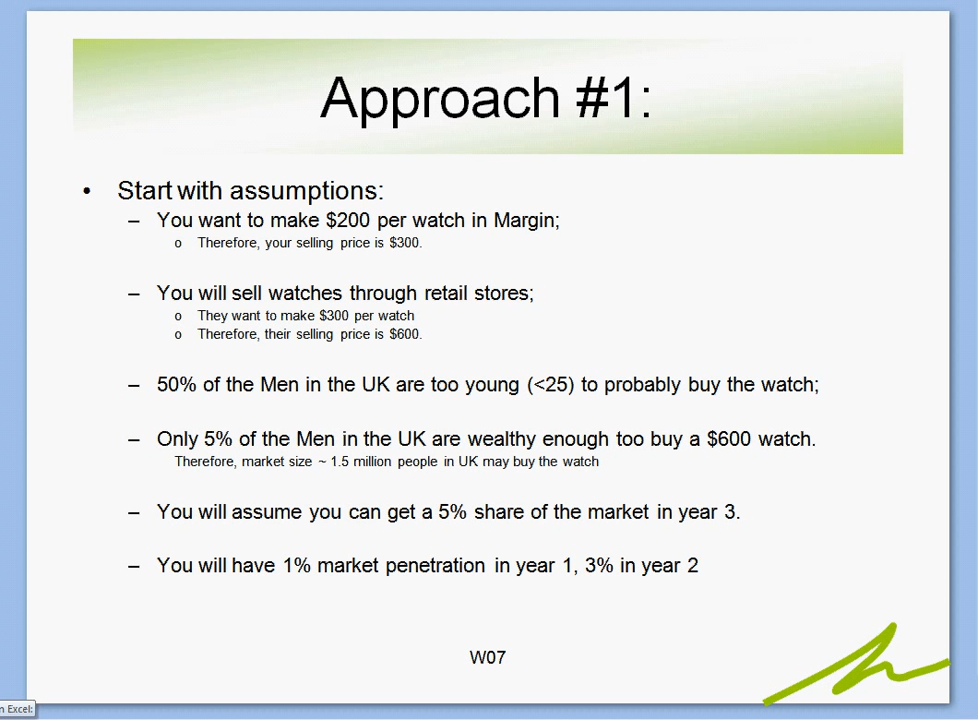 Approach #1:
• Start with assumptions:
– You want to make $200 per watch in Margin;
o Therefore, your selling price is $300.
– You will sell watches through retail stores;
o They want to make $300 per watch
o Therefore, their selling price is $600.
– 50% of the Men in the UK are too young (<25) to probably buy the watch;
– Only 5% of the Men in the UK are wealthy enough too buy a $600 watch.
Therefore, market size ~ 1.5 million people in UK may buy the watch
– You will assume you can get a 5% share of the market in year 3.
– You will have 1% market penetration in year 1, 3% in year 2
W07
n Excel: